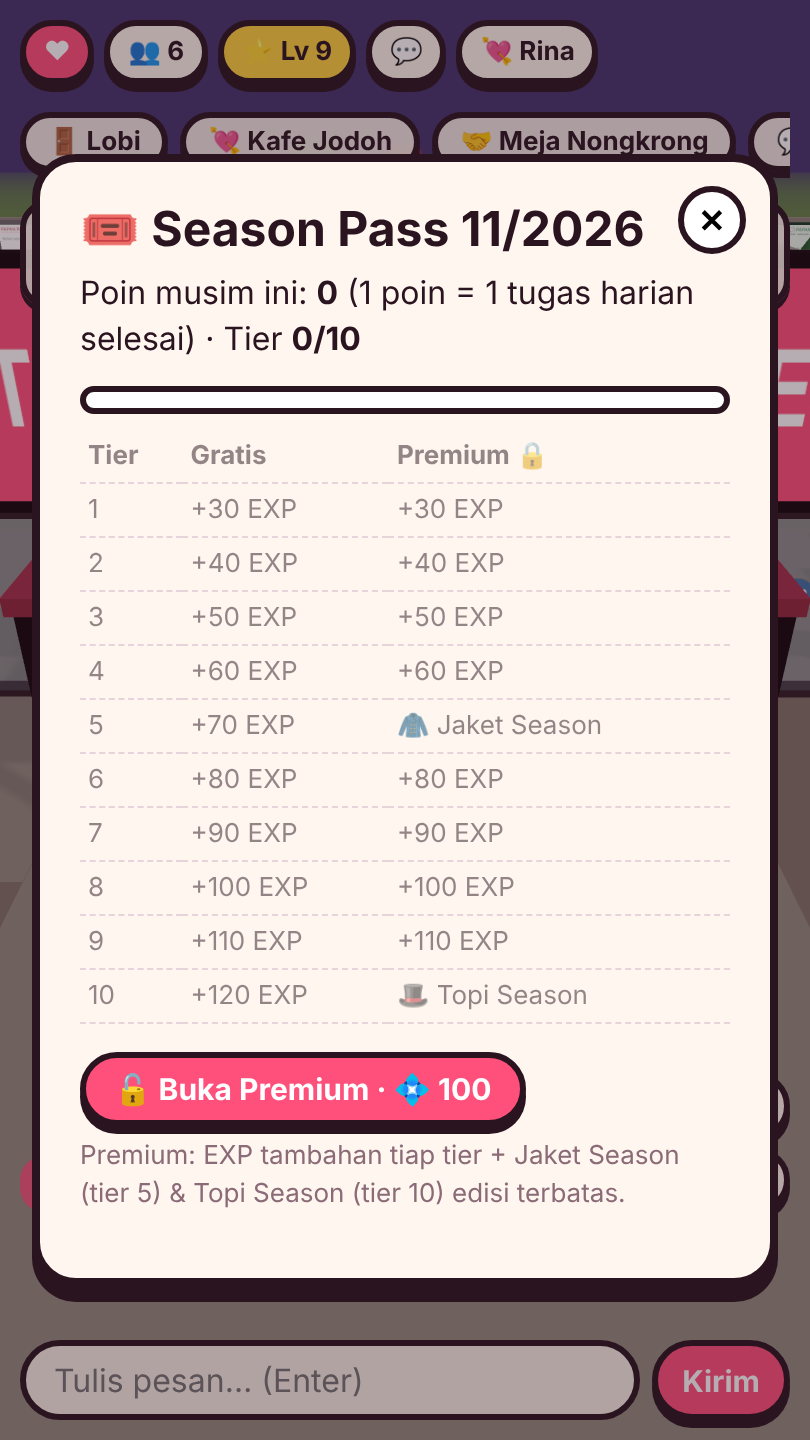 6
Lv 9
Rina
Lobi
Kafe Jodoh
Meja Nongkrong
Season Pass 11/2026
×
Poin musim ini: 0 (1 poin = 1 tugas harian
selesai) · Tier 0/10
Tier Gratis Premium
1 +30 EXP +30 EXP
2 +40 EXP +40 EXP
3 +50 EXP +50 EXP
4 +60 EXP +60 EXP
5 +70 EXP Jaket Season
6 +80 EXP +80 EXP
7 +90 EXP +90 EXP
8 +100 EXP +100 EXP
9 +110 EXP +110 EXP
10 +120 EXP Topi Season
Buka Premium · 100
Premium: EXP tambahan tiap tier + Jaket Season
(tier 5) & Topi Season (tier 10) edisi terbatas.
Tulis pesan... (Enter)
Kirim